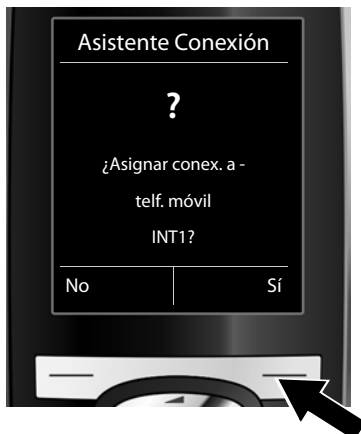 Asistente Conexión
?
¿Asignar conex. a -
telf. móvil
INT1?
No Sí